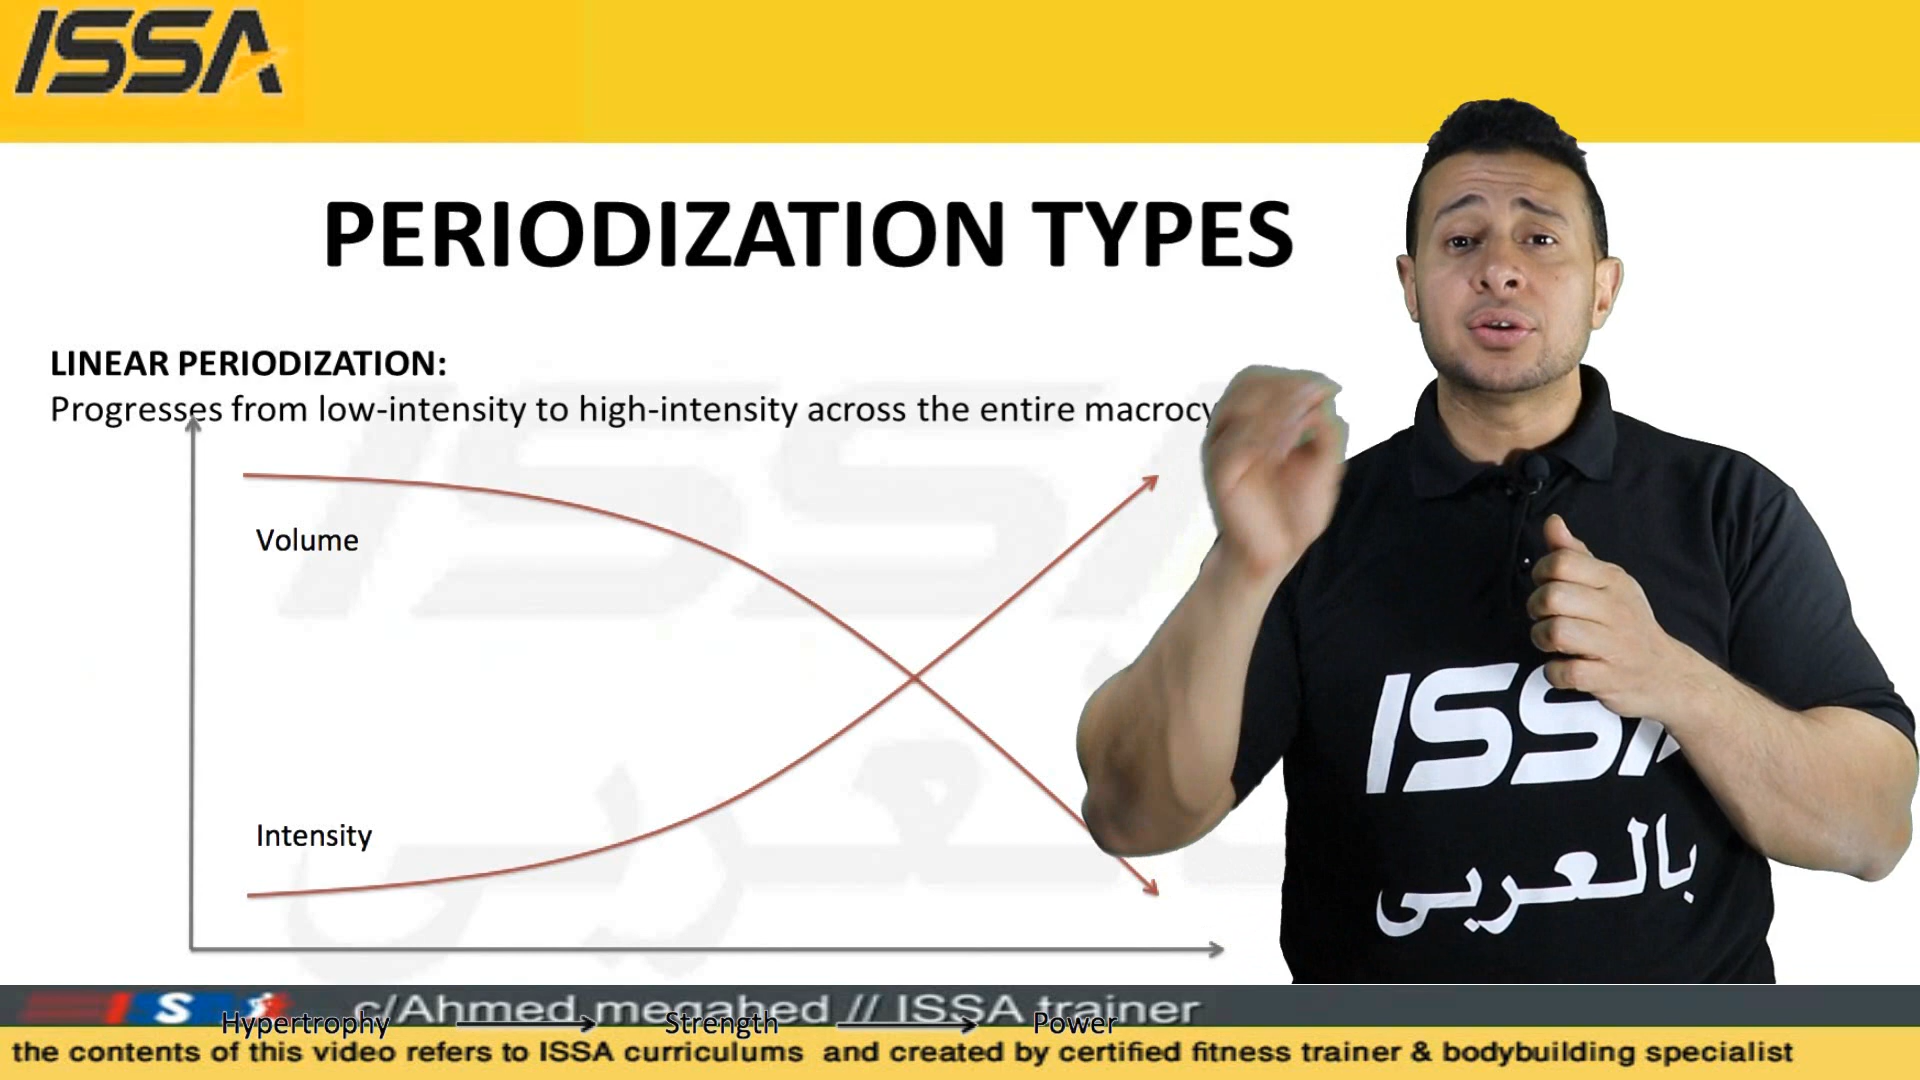 ISSA
PERIODIZATION TYPES
LINEAR PERIODIZATION:
Progresses from low-intensity to high-intensity across the entire macrocy
Volume
Intensity
ISSA
بالعربي
ISSA
بالعربى
c/Ahmed megahed // ISSA trainer
Hypertrophy Strength Power
the contents of this video refers to ISSA curriculums and created by certified fitness trainer & bodybuilding specialist